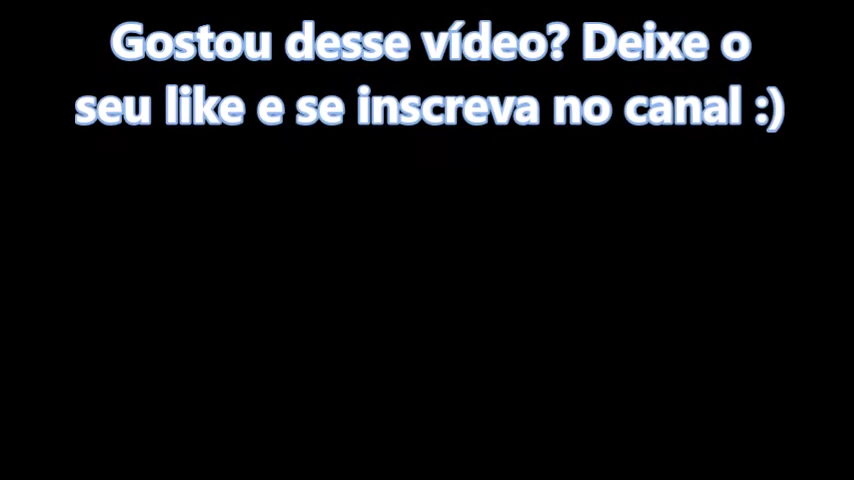 Gostou desse vídeo? Deixe o
seu like e se inscreva no canal :)